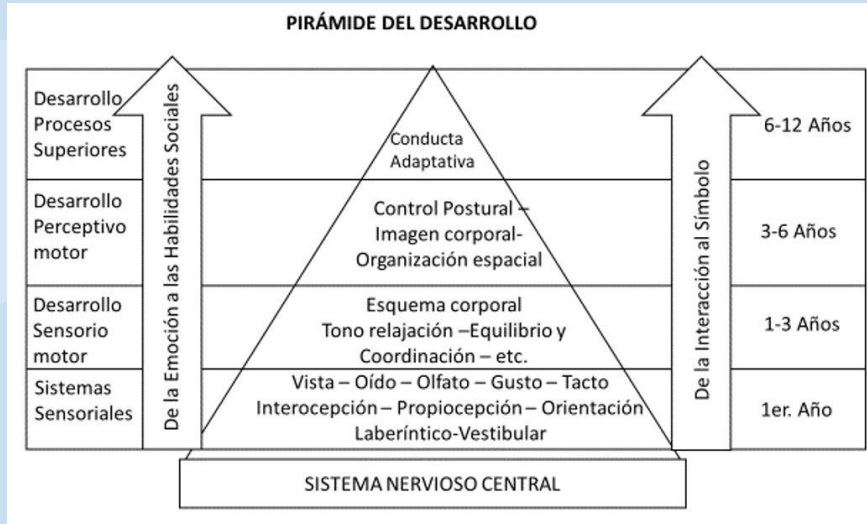 PIRÁMIDE DEL DESARROLLO
Desarrollo
Procesos
Superiores
Conducta
Adaptativa
6-12 Años
Desarrollo
Perceptivo
motor
Control Postural –
Imagen corporal-
Organización espacial
3-6 Años
Desarrollo
Sensorio
motor
Esquema corporal
Tono relajación –Equilibrio y
Coordinación – etc.
1-3 Años
Sistemas
Sensoriales
Vista – Oído – Olfato – Gusto – Tacto
Interocepción – Propiocepción – Orientación
Laberíntico-Vestibular
1er. Año
De la Emoción a las Habilidades Sociales
De la Interacción al Símbolo
SISTEMA NERVIOSO CENTRAL